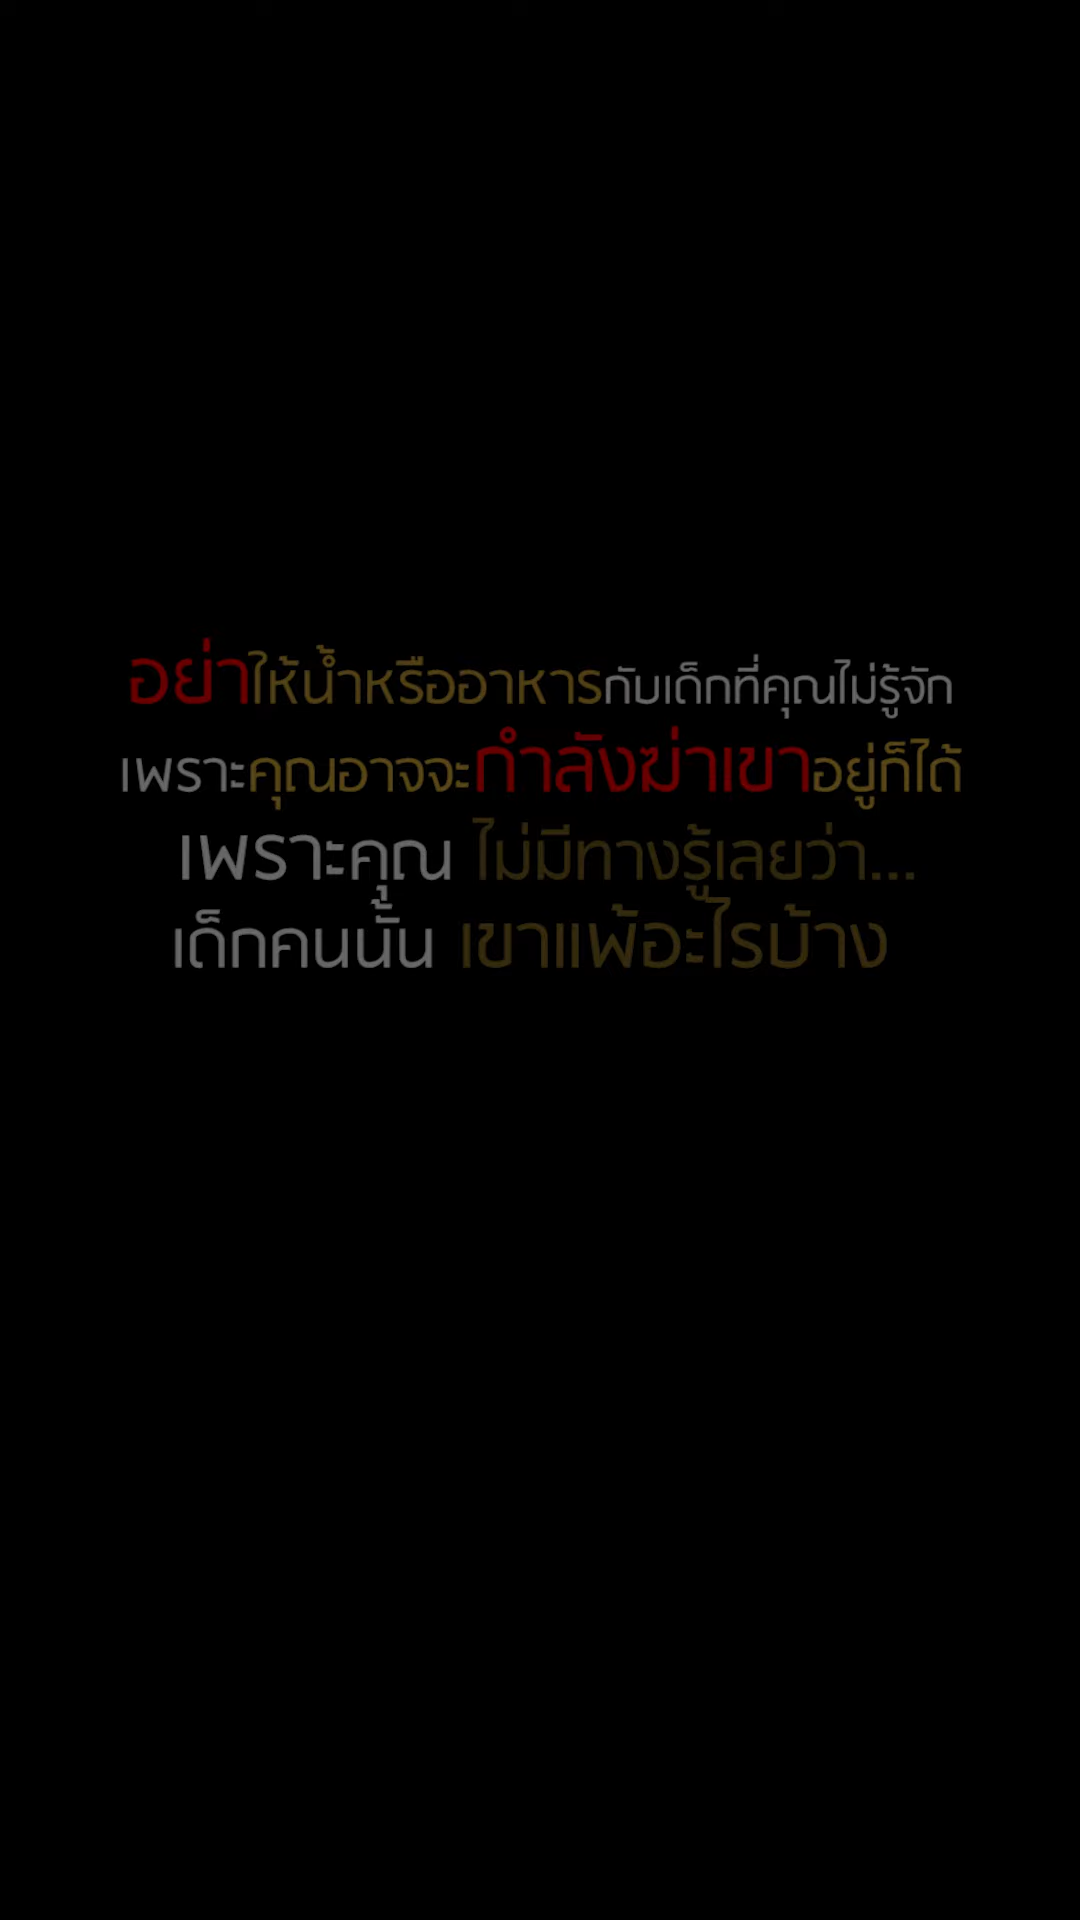 อย่าให้น้ำหรืออาหารกับเด็กที่คุณไม่รู้จัก
เพราะคุณอาจจะกำลังฆ่าเขาอยู่ก็ได้
เพราะคุณ ไม่มีทางรู้เลยว่า...
เด็กคนนั้น เขาแพ้อะไรบ้าง